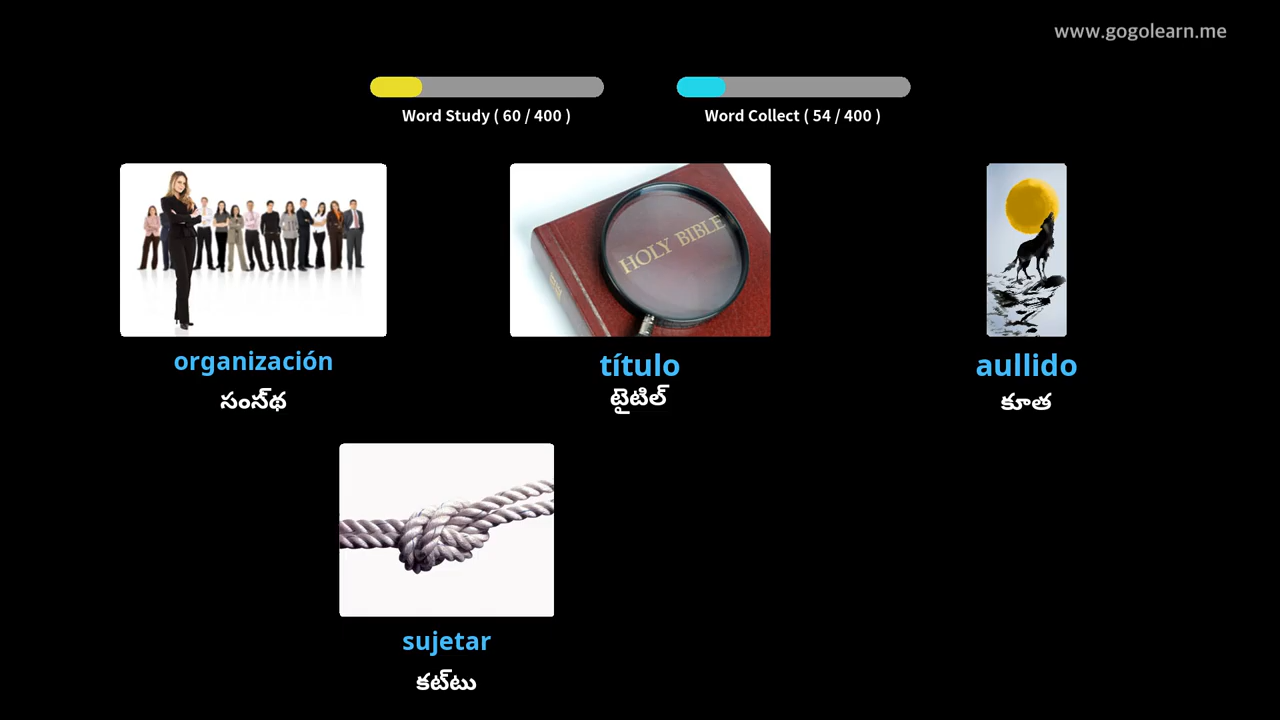 www.gogolearn.me
Word Study ( 60 / 400 )
Word Collect ( 54 / 400 )
HOLY BIBLE
organización
título
aullido
సంస్‌థ
టైటిల్
కూత
sujetar
కట్‌టు